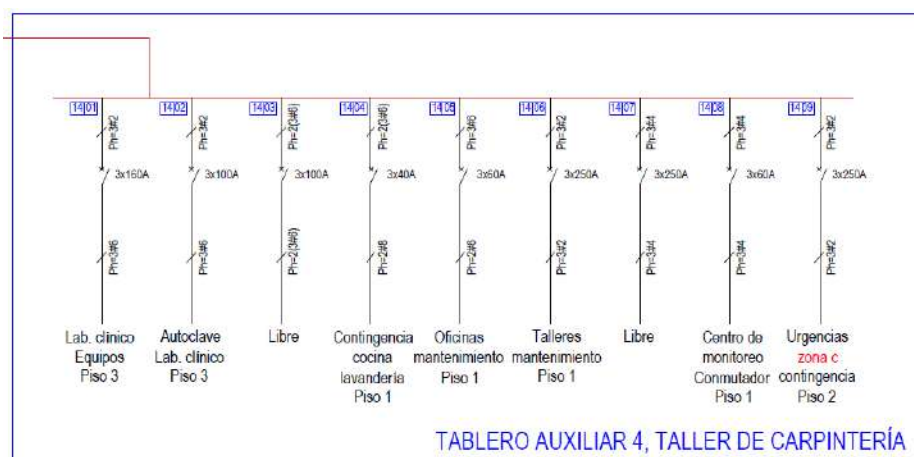 14|01 14|02 14|03 14|04 14|05 14|06 14|07 14|08 14|09
Ph=3#2 Ph=3#2 Ph=2(3#6) Ph=2(3#6) Ph=3#6 Ph=3#2 Ph=3#4 Ph=3#4 Ph=3#2
3x160A 3x100A 3x100A 3x40A 3x60A 3x250A 3x250A 3x60A 3x250A
Ph=3#6 Ph=3#6 Ph=2(3#6) Ph=2#8 Ph=2#6 Ph=3#2 Ph=3#4 Ph=3#4 Ph=3#2
Lab. clínico
Equipos
Piso 3
Autoclave
Lab. clínico
Piso 3
Libre
Contingencia
cocina
lavandería
Piso 1
Oficinas
mantenimiento
Piso 1
Talleres
mantenimiento
Piso 1
Libre
Centro de
monitoreo
Conmutador
Piso 1
Urgencias
zona c
contingencia
Piso 2
TABLERO AUXILIAR 4, TALLER DE CARPINTERÍA